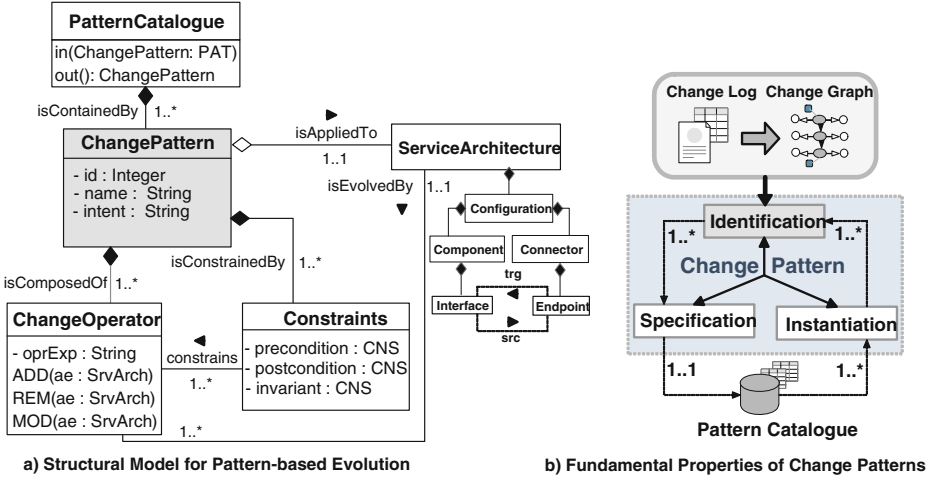 PatternCatalogue
in(ChangePattern: PAT)
out(): ChangePattern
isContainedBy
1..*
ChangePattern
- id : Integer
- name : String
- intent : String
isAppliedTo
1..1
ServiceArchitecture
isEvolvedBy
1..1
Configuration
Component
Connector
trg
Interface
Endpoint
src
isConstrainedBy
1..*
isComposedOf
1..*
ChangeOperator
- oprExp : String
ADD(ae : SrvArch)
REM(ae : SrvArch)
MOD(ae : SrvArch)
constrains
1..*
Constraints
- precondition : CNS
- postcondition : CNS
- invariant : CNS
1..*
a) Structural Model for Pattern-based Evolution
Change Log
Change Graph
Identification
1..*
1..*
Change Pattern
Specification
Instantiation
1..1
1..*
Pattern Catalogue
b) Fundamental Properties of Change Patterns